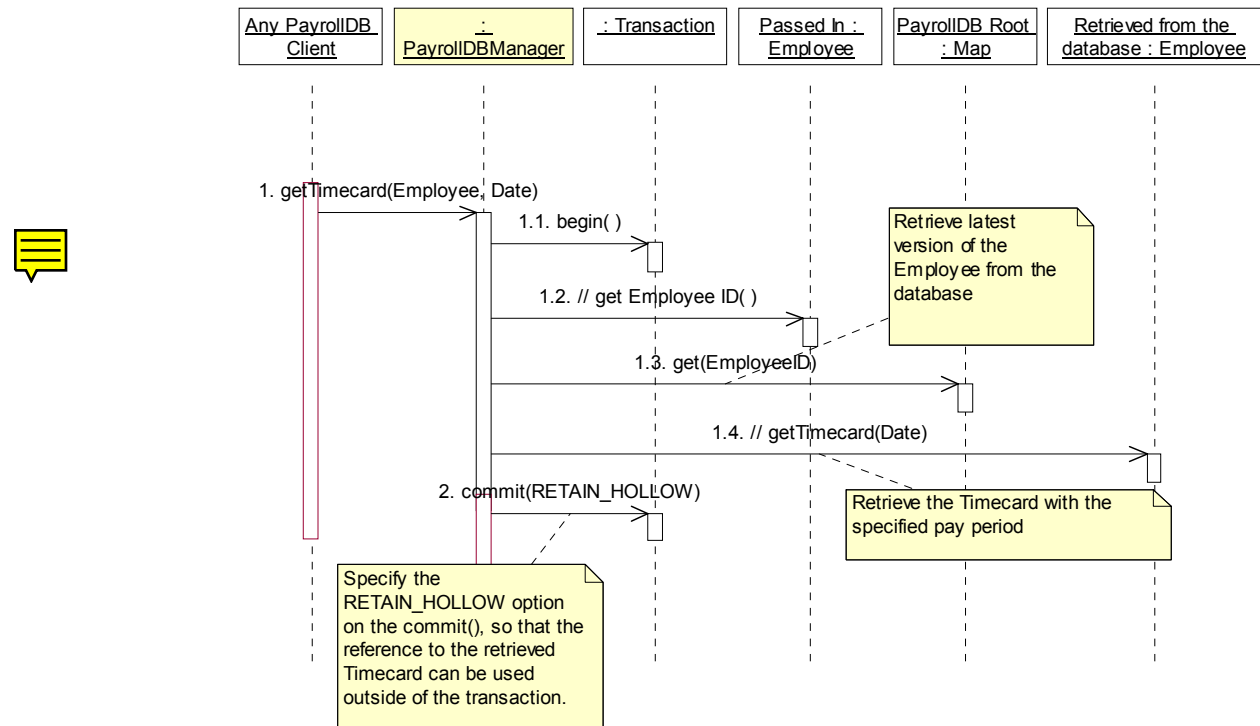 Any PayrollDB
Client
:
PayrollDBManager
: Transaction
Passed In :
Employee
PayrollDB Root
: Map
Retrieved from the
database : Employee
1. getTimecard(Employee, Date)
1.1. begin( )
Retrieve latest
version of the
Employee from the
database
1.2. // get Employee ID( )
1.3. get(EmployeeID)
1.4. // getTimecard(Date)
2. commit(RETAIN_HOLLOW)
Retrieve the Timecard with the
specified pay period
Specify the
RETAIN_HOLLOW option
on the commit(), so that the
reference to the retrieved
Timecard can be used
outside of the transaction.